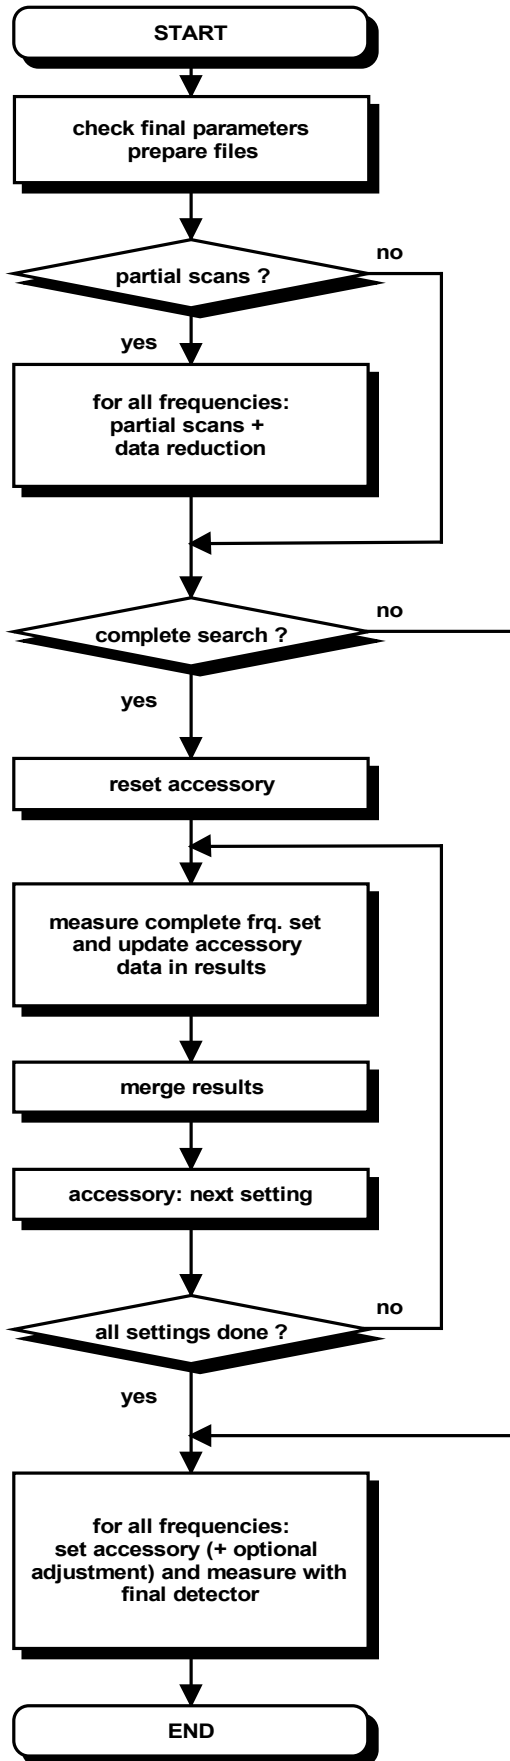 START
check final parameters
prepare files
partial scans ?
no
yes
for all frequencies:
partial scans +
data reduction
complete search ?
no
yes
reset accessory
measure complete frq. set
and update accessory
data in results
merge results
accessory: next setting
all settings done ?
no
yes
for all frequencies:
set accessory (+ optional
adjustment) and measure with
final detector
END